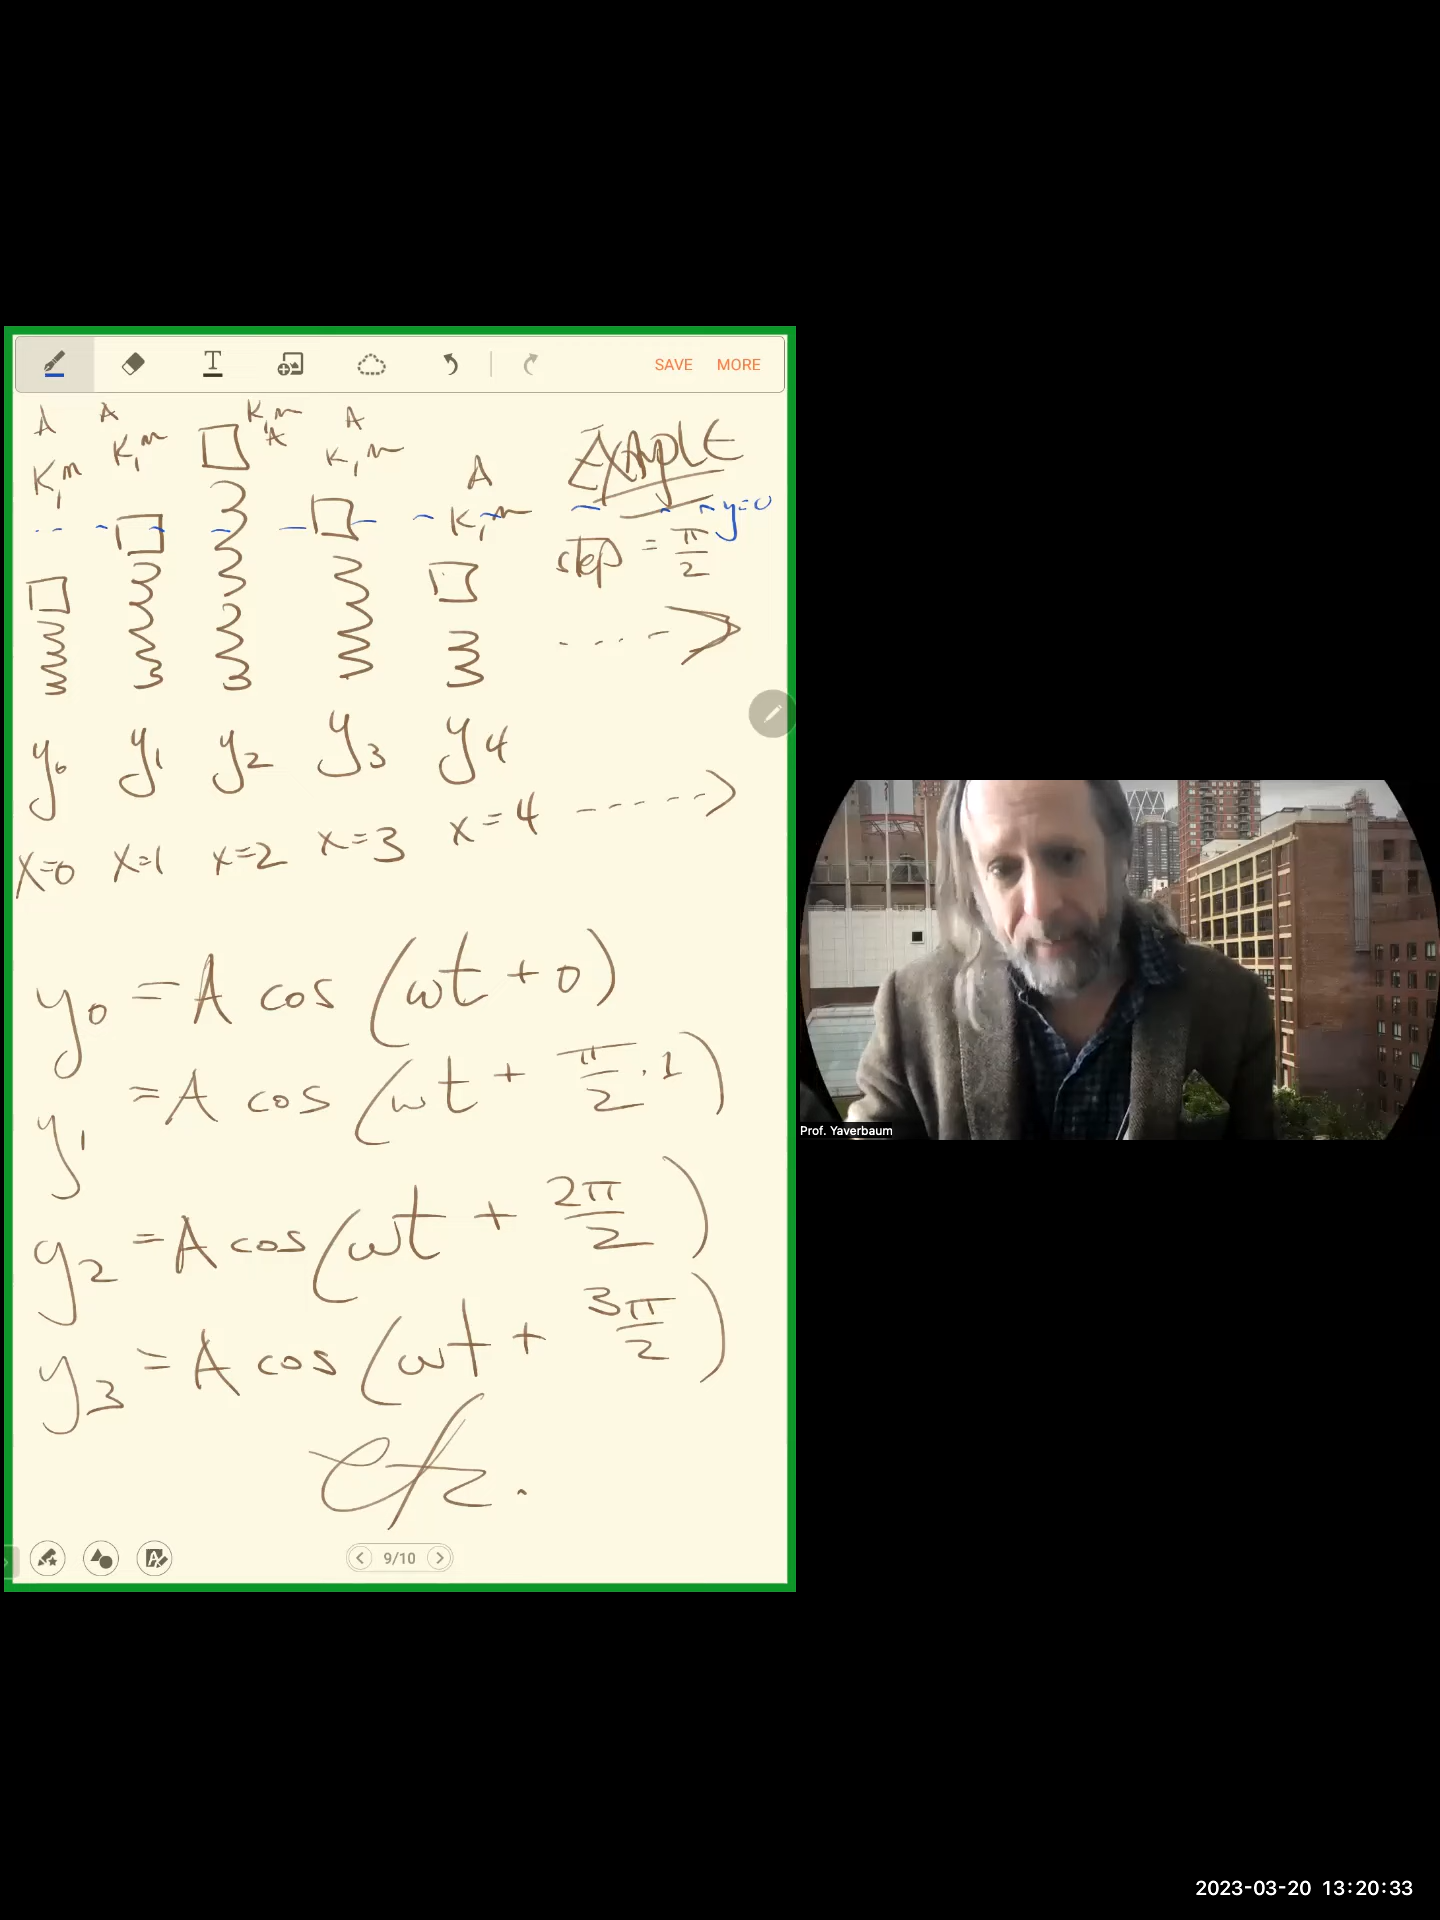 SAVE MORE
A A K,m A
K,m K,m A K,m A
K,m
EXAPLE
y=0
step = π/2
y₀ y₁ y₂ y₃ y₄
x=0 x=1 x=2 x=3 x=4 ----->
y₀ = A cos (ωt + 0)
y₁ = A cos (ωt + π/2 · 1)
y₂ = A cos (ωt + 2π/2)
y₃ = A cos (ωt + 3π/2)
etc.
9/10
Prof. Yaverbaum
2023-03-20 13:20:33